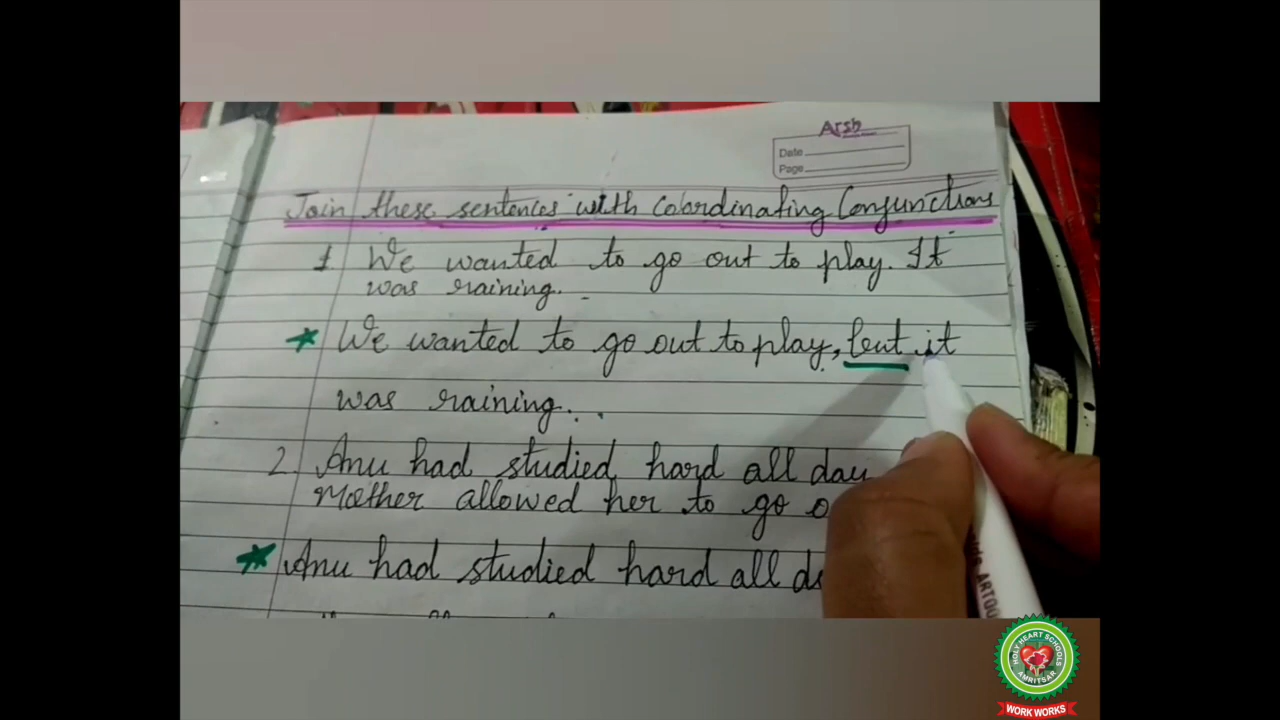 Arsh
Date
Page
Join these sentences with Coordinating Conjunctions
1 We wanted to go out to play. It
was raining.
We wanted to go out to play, but it
was raining.
2. Anu had studied hard all day
Mother allowed her to go
Anu had studied hard all
HOLY HEART SCHOOLS
AMRITSAR
WORK WORKS